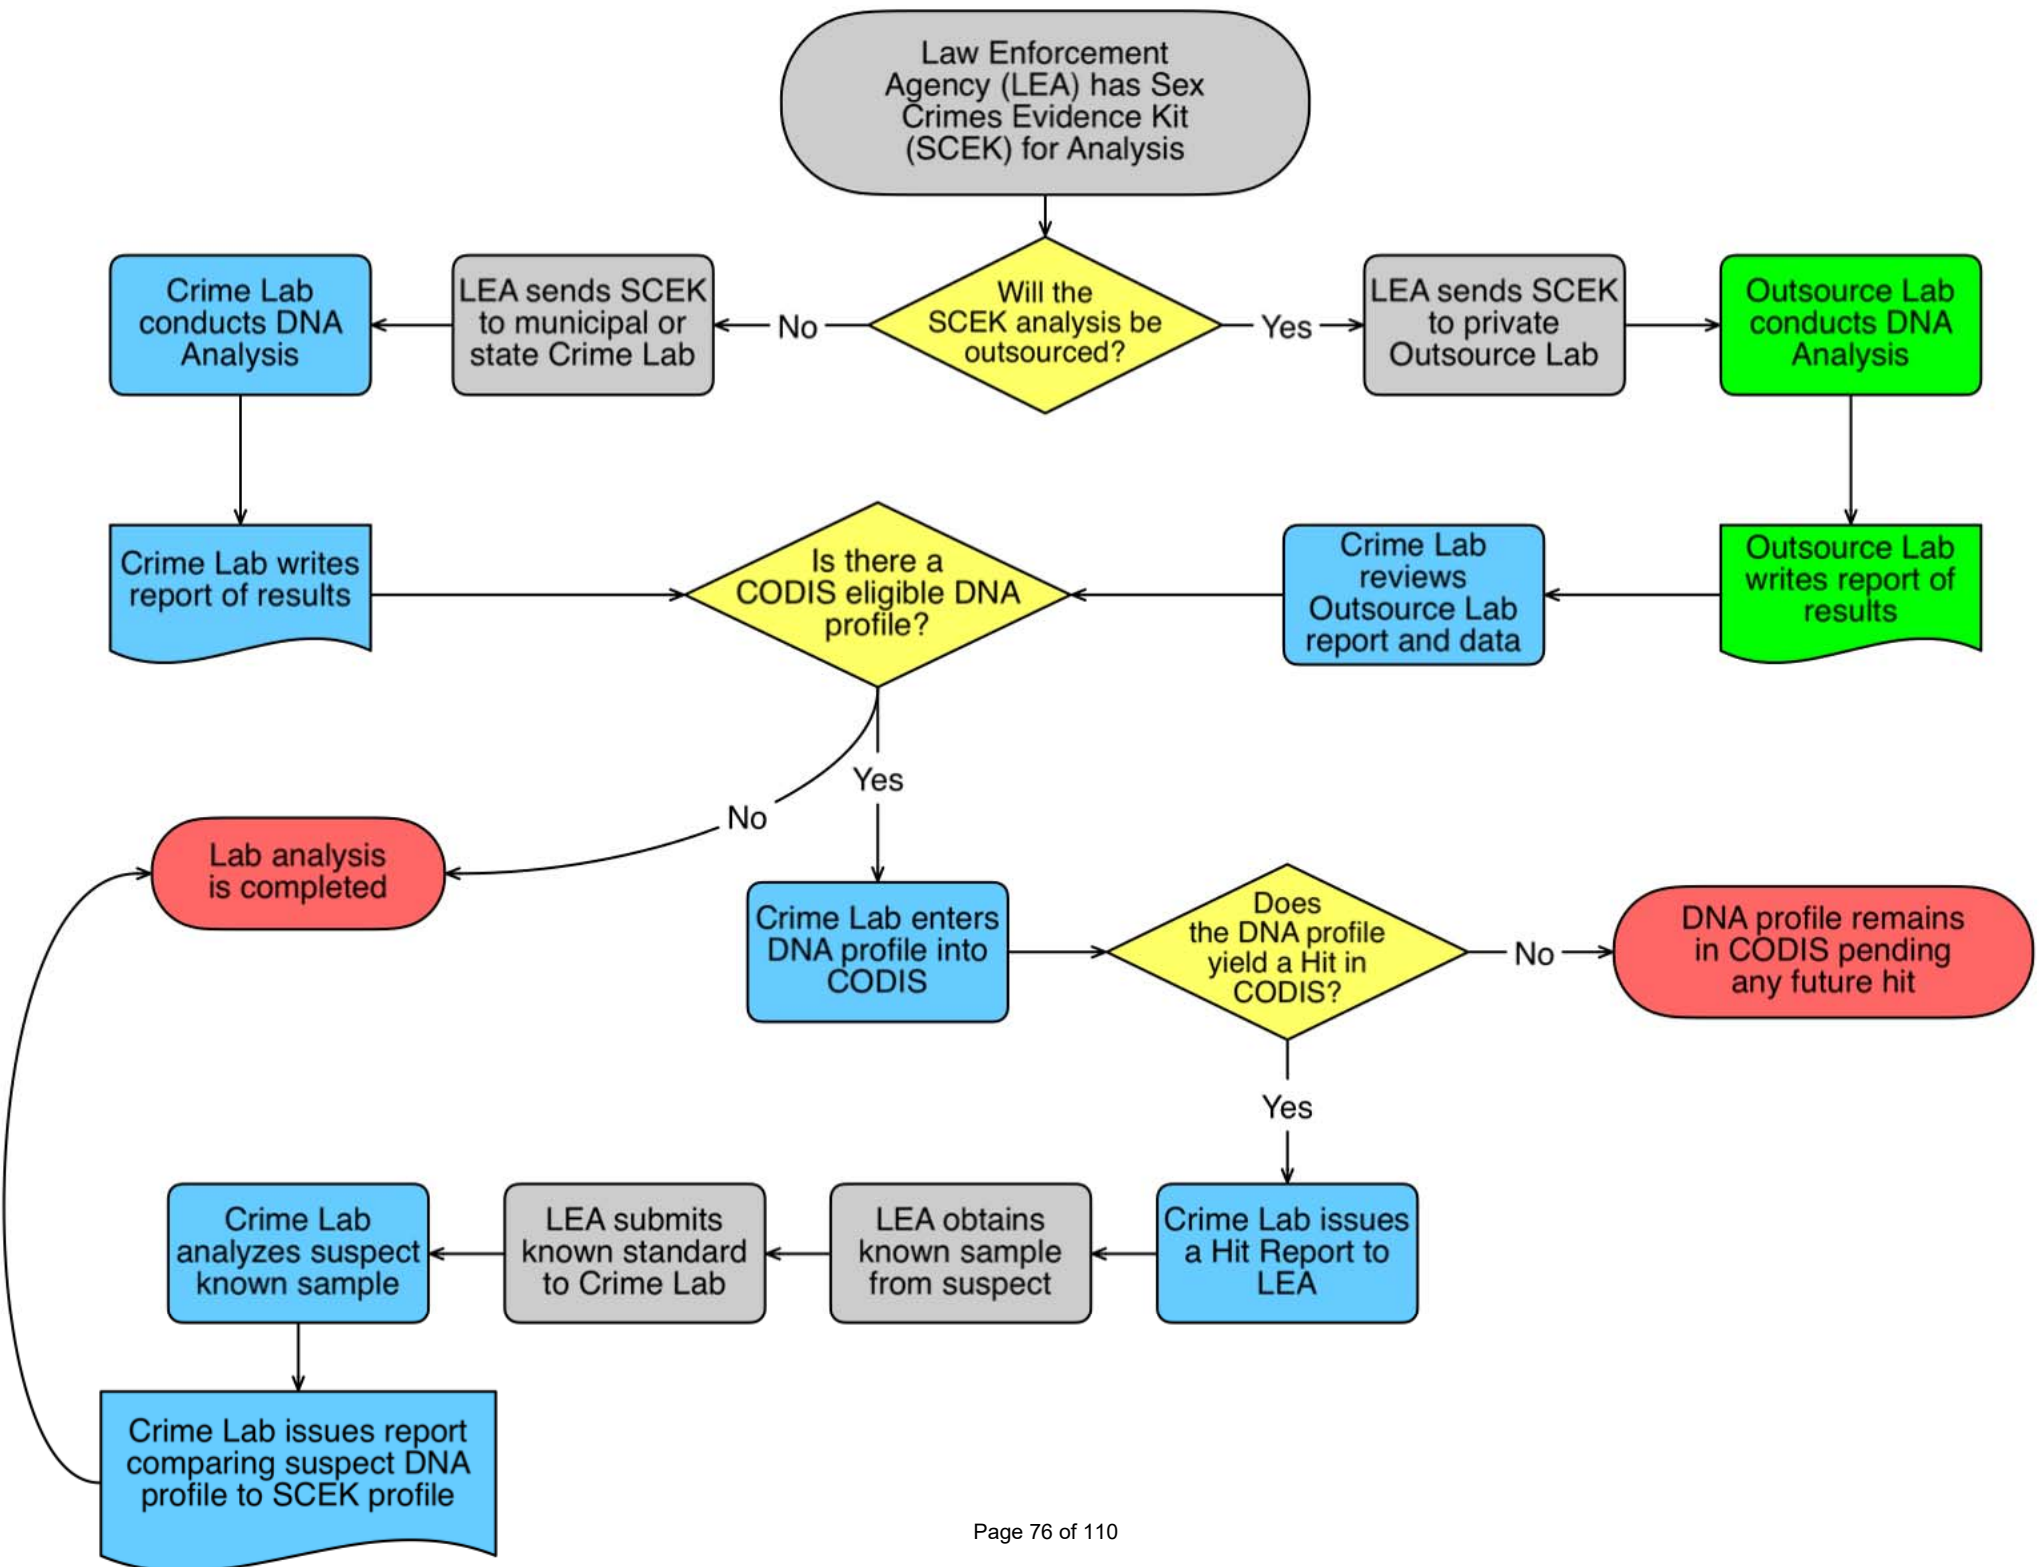 Law Enforcement
Agency (LEA) has Sex
Crimes Evidence Kit
(SCEK) for Analysis
Will the
SCEK analysis be
outsourced?
No
LEA sends SCEK
to municipal or
state Crime Lab
Crime Lab
conducts DNA
Analysis
Crime Lab writes
report of results
Yes
LEA sends SCEK
to private
Outsource Lab
Outsource Lab
conducts DNA
Analysis
Outsource Lab
writes report of
results
Crime Lab
reviews
Outsource Lab
report and data
Is there a
CODIS eligible DNA
profile?
No
Lab analysis
is completed
Yes
Crime Lab enters
DNA profile into
CODIS
Does
the DNA profile
yield a Hit in
CODIS?
No
DNA profile remains
in CODIS pending
any future hit
Yes
Crime Lab issues
a Hit Report to
LEA
LEA obtains
known sample
from suspect
LEA submits
known standard
to Crime Lab
Crime Lab
analyzes suspect
known sample
Crime Lab issues report
comparing suspect DNA
profile to SCEK profile
Page 76 of 110